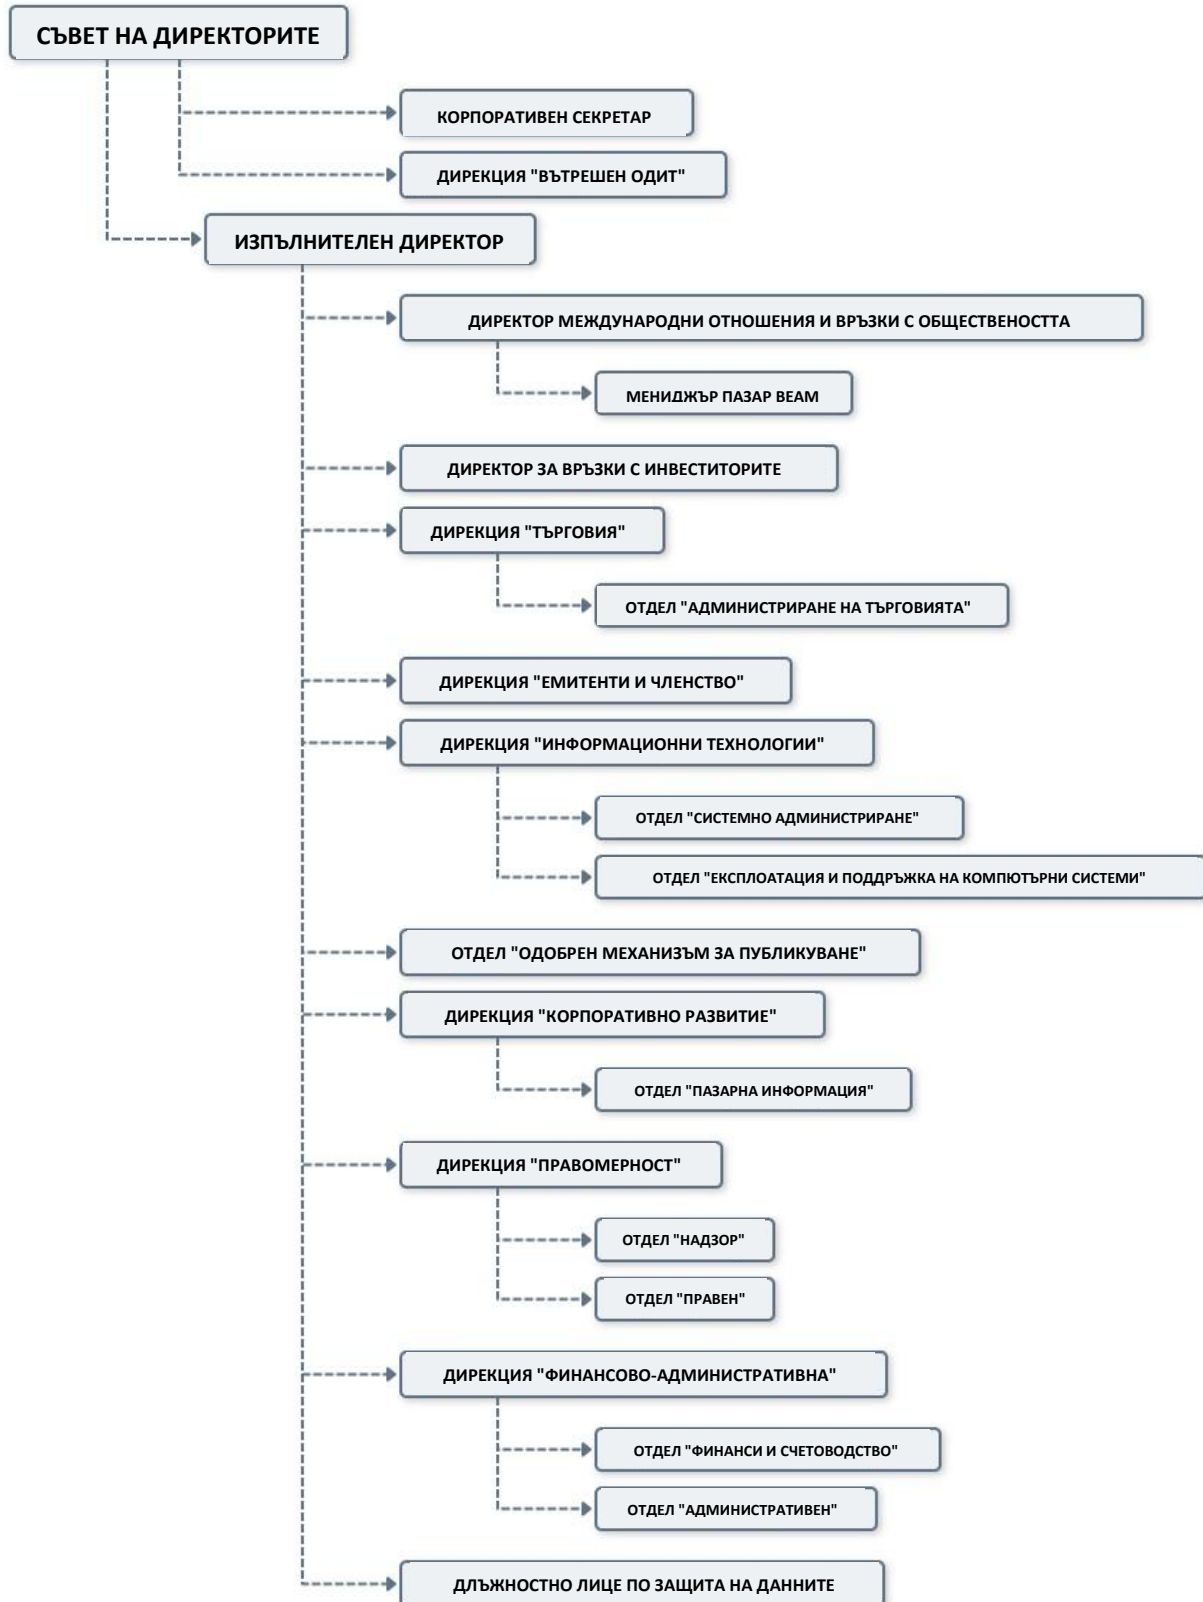 СЪВЕТ НА ДИРЕКТОРИТЕ
КОРПОРАТИВЕН СЕКРЕТАР
ДИРЕКЦИЯ "ВЪТРЕШЕН ОДИТ"
ИЗПЪЛНИТЕЛЕН ДИРЕКТОР
ДИРЕКТОР МЕЖДУНАРОДНИ ОТНОШЕНИЯ И ВРЪЗКИ С ОБЩЕСТВЕНОСТТА
МЕНИДЖЪР ПАЗАР BEAM
ДИРЕКТОР ЗА ВРЪЗКИ С ИНВЕСТИТОРИТЕ
ДИРЕКЦИЯ "ТЪРГОВИЯ"
ОТДЕЛ "АДМИНИСТРИРАНЕ НА ТЪРГОВИЯТА"
ДИРЕКЦИЯ "ЕМИТЕНТИ И ЧЛЕНСТВО"
ДИРЕКЦИЯ "ИНФОРМАЦИОННИ ТЕХНОЛОГИИ"
ОТДЕЛ "СИСТЕМНО АДМИНИСТРИРАНЕ"
ОТДЕЛ "ЕКСПЛОАТАЦИЯ И ПОДДРЪЖКА НА КОМПЮТЪРНИ СИСТЕМИ"
ОТДЕЛ "ОДОБРЕН МЕХАНИЗЪМ ЗА ПУБЛИКУВАНЕ"
ДИРЕКЦИЯ "КОРПОРАТИВНО РАЗВИТИЕ"
ОТДЕЛ "ПАЗАРНА ИНФОРМАЦИЯ"
ДИРЕКЦИЯ "ПРАВОМЕРНОСТ"
ОТДЕЛ "НАДЗОР"
ОТДЕЛ "ПРАВЕН"
ДИРЕКЦИЯ "ФИНАНСОВО-АДМИНИСТРАТИВНА"
ОТДЕЛ "ФИНАНСИ И СЧЕТОВОДСТВО"
ОТДЕЛ "АДМИНИСТРАТИВЕН"
ДЛЪЖНОСТНО ЛИЦЕ ПО ЗАЩИТА НА ДАННИТЕ